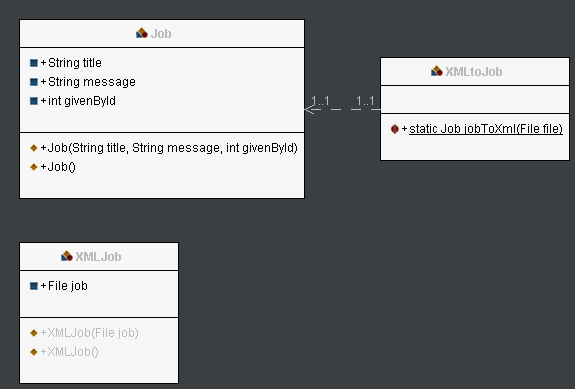 Job
+String title
+String message
+int givenById
+Job(String title, String message, int givenById)
+Job()
1..1
1..1
XMLtoJob
+static Job jobToXml(File file)
XMLJob
+File job
+XMLJob(File job)
+XMLJob()